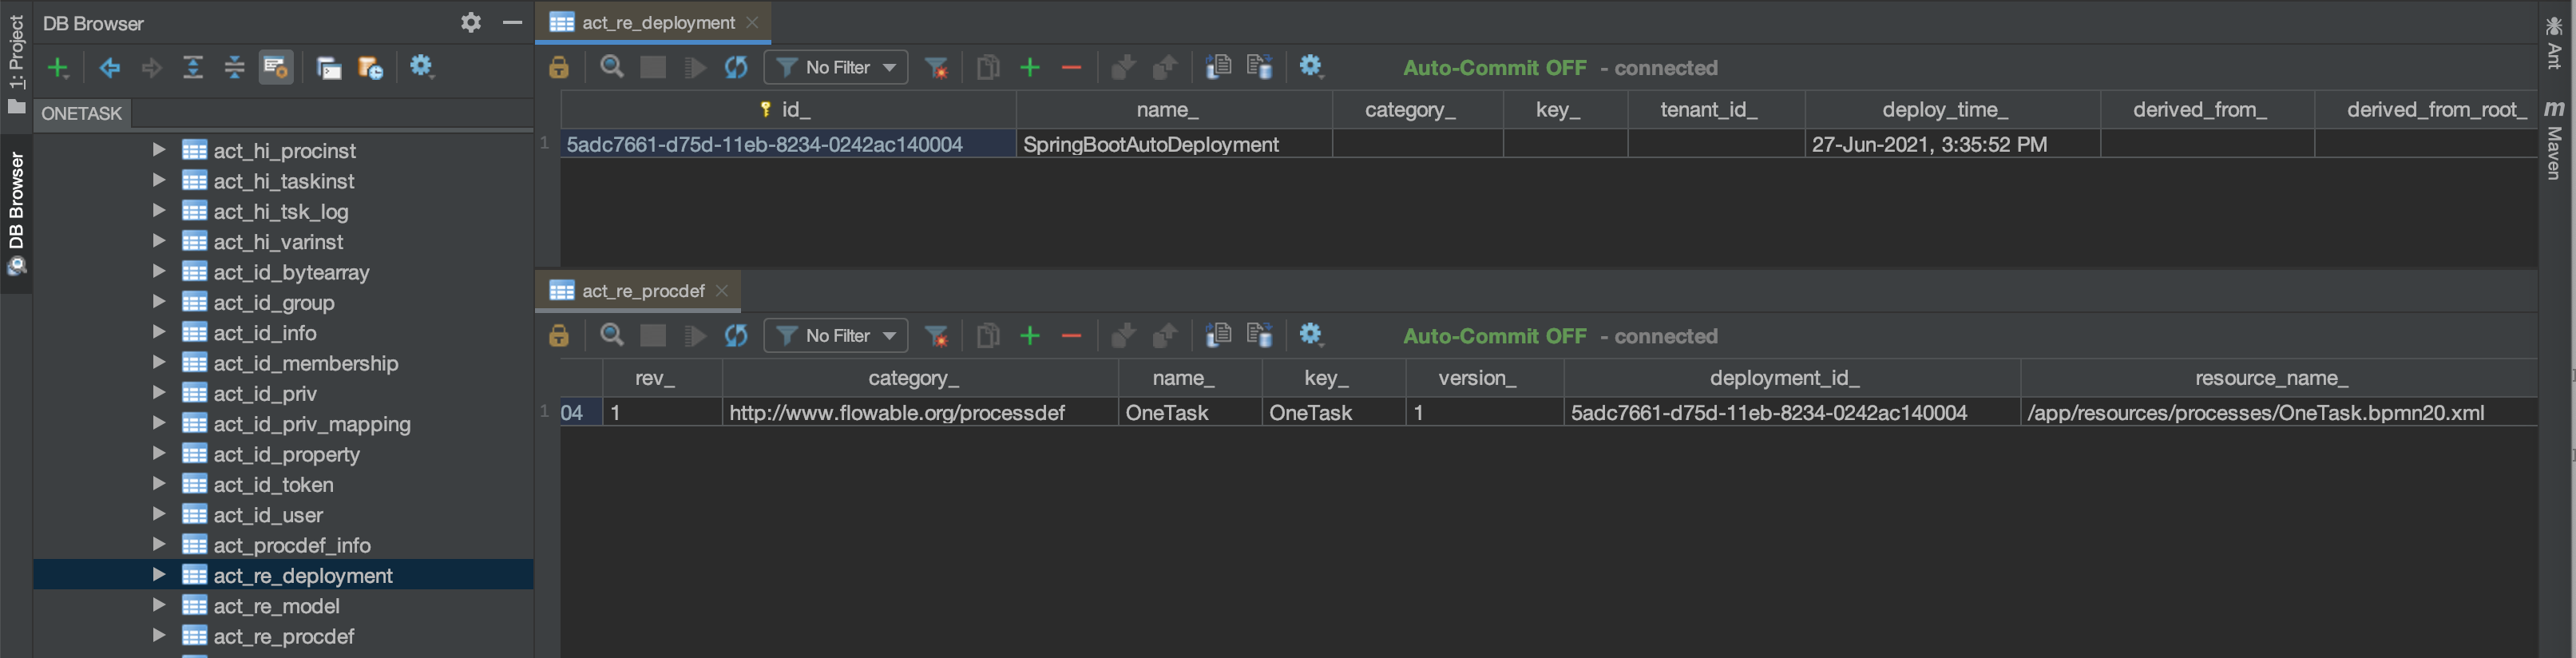 1: Project
DB Browser
DB Browser
ONETASK
act_hi_procinst
act_hi_taskinst
act_hi_tsk_log
act_hi_varinst
act_id_bytearray
act_id_group
act_id_info
act_id_membership
act_id_priv
act_id_priv_mapping
act_id_property
act_id_token
act_id_user
act_procdef_info
act_re_deployment
act_re_model
act_re_procdef
act_re_deployment
No Filter Auto-Commit OFF - connected
id_ name_ category_ key_ tenant_id_ deploy_time_ derived_from_ derived_from_root_
1 5adc7661-d75d-11eb-8234-0242ac140004 SpringBootAutoDeployment 27-Jun-2021, 3:35:52 PM
act_re_procdef
No Filter Auto-Commit OFF - connected
rev_ category_ name_ key_ version_ deployment_id_ resource_name_
1 04 1 http://www.flowable.org/processdef OneTask OneTask 1 5adc7661-d75d-11eb-8234-0242ac140004 /app/resources/processes/OneTask.bpmn20.xml
Ant
m Maven